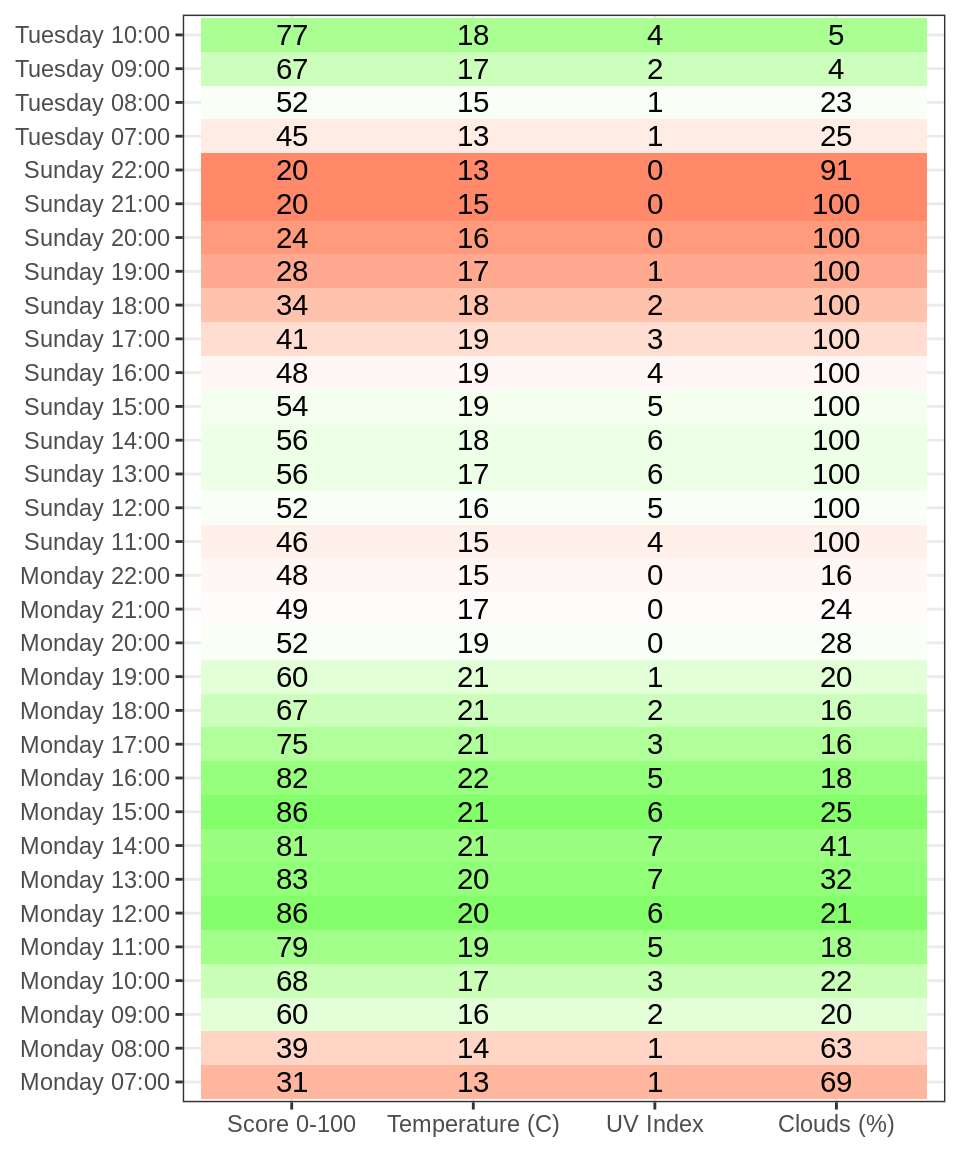 Tuesday 10:00 77 18 4 5
Tuesday 09:00 67 17 2 4
Tuesday 08:00 52 15 1 23
Tuesday 07:00 45 13 1 25
Sunday 22:00 20 13 0 91
Sunday 21:00 20 15 0 100
Sunday 20:00 24 16 0 100
Sunday 19:00 28 17 1 100
Sunday 18:00 34 18 2 100
Sunday 17:00 41 19 3 100
Sunday 16:00 48 19 4 100
Sunday 15:00 54 19 5 100
Sunday 14:00 56 18 6 100
Sunday 13:00 56 17 6 100
Sunday 12:00 52 16 5 100
Sunday 11:00 46 15 4 100
Monday 22:00 48 15 0 16
Monday 21:00 49 17 0 24
Monday 20:00 52 19 0 28
Monday 19:00 60 21 1 20
Monday 18:00 67 21 2 16
Monday 17:00 75 21 3 16
Monday 16:00 82 22 5 18
Monday 15:00 86 21 6 25
Monday 14:00 81 21 7 41
Monday 13:00 83 20 7 32
Monday 12:00 86 20 6 21
Monday 11:00 79 19 5 18
Monday 10:00 68 17 3 22
Monday 09:00 60 16 2 20
Monday 08:00 39 14 1 63
Monday 07:00 31 13 1 69
Score 0-100 Temperature (C) UV Index Clouds (%)